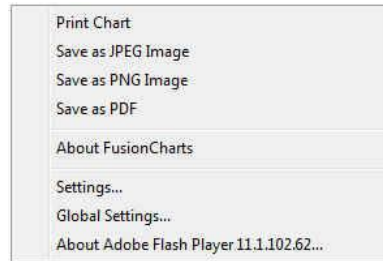 Print Chart
Save as JPEG Image
Save as PNG Image
Save as PDF
About FusionCharts
Settings...
Global Settings...
About Adobe Flash Player 11.1.102.62...